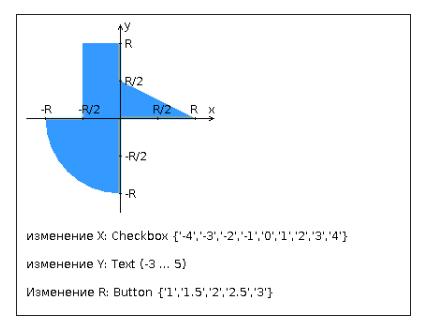 y
R
R/2
-R -R/2 R/2 R x
-R/2
-R
изменение X: Checkbox {'-4','-3','-2','-1','0','1','2','3','4'}
изменение Y: Text {-3 ... 5}
Изменение R: Button {'1','1.5','2','2.5','3'}